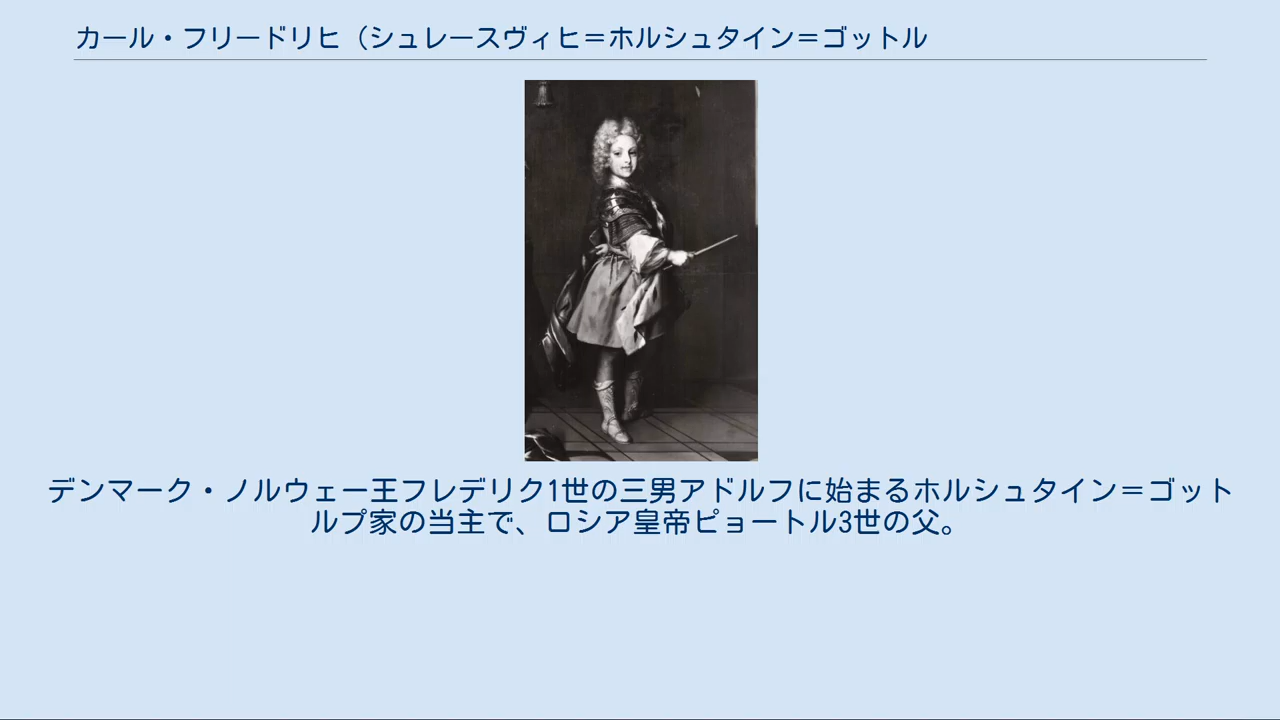 カール・フリードリヒ（シュレースヴィヒ＝ホルシュタイン＝ゴットル
デンマーク・ノルウェー王フレデリク1世の三男アドルフに始まるホルシュタイン＝ゴット
ルプ家の当主で、ロシア皇帝ピョートル3世の父。